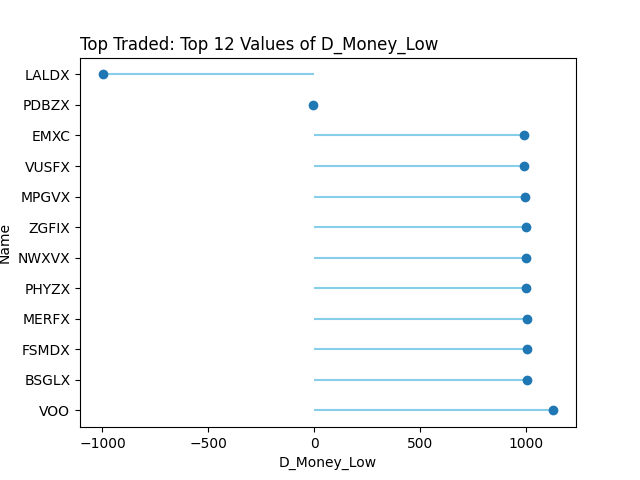 Top Traded: Top 12 Values of D_Money_Low
LALDX
PDBZX
EMXC
VUSFX
MPGVX
ZGFIX
NWXVX
PHYZX
MERFX
FSMDX
BSGLX
VOO
Name
−1000 −500 0 500 1000
D_Money_Low